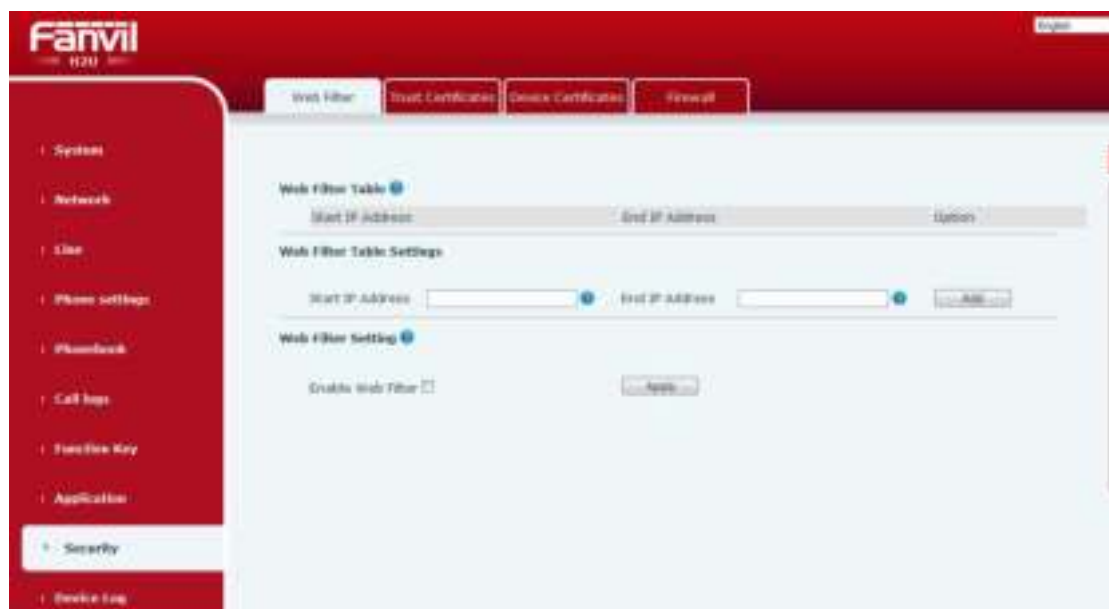 Fanvil
H2U
English
Web Filter
Trust Certificates
Device Certificates
Firewall
System
Network
Line
Phone settings
Phonebook
Call logs
Function Key
Application
Security
Device Log
Web Filter Table
Start IP Address End IP Address Option
Web Filter Table Settings
Start IP Address End IP Address Add
Web Filter Setting
Enable Web Filter Apply